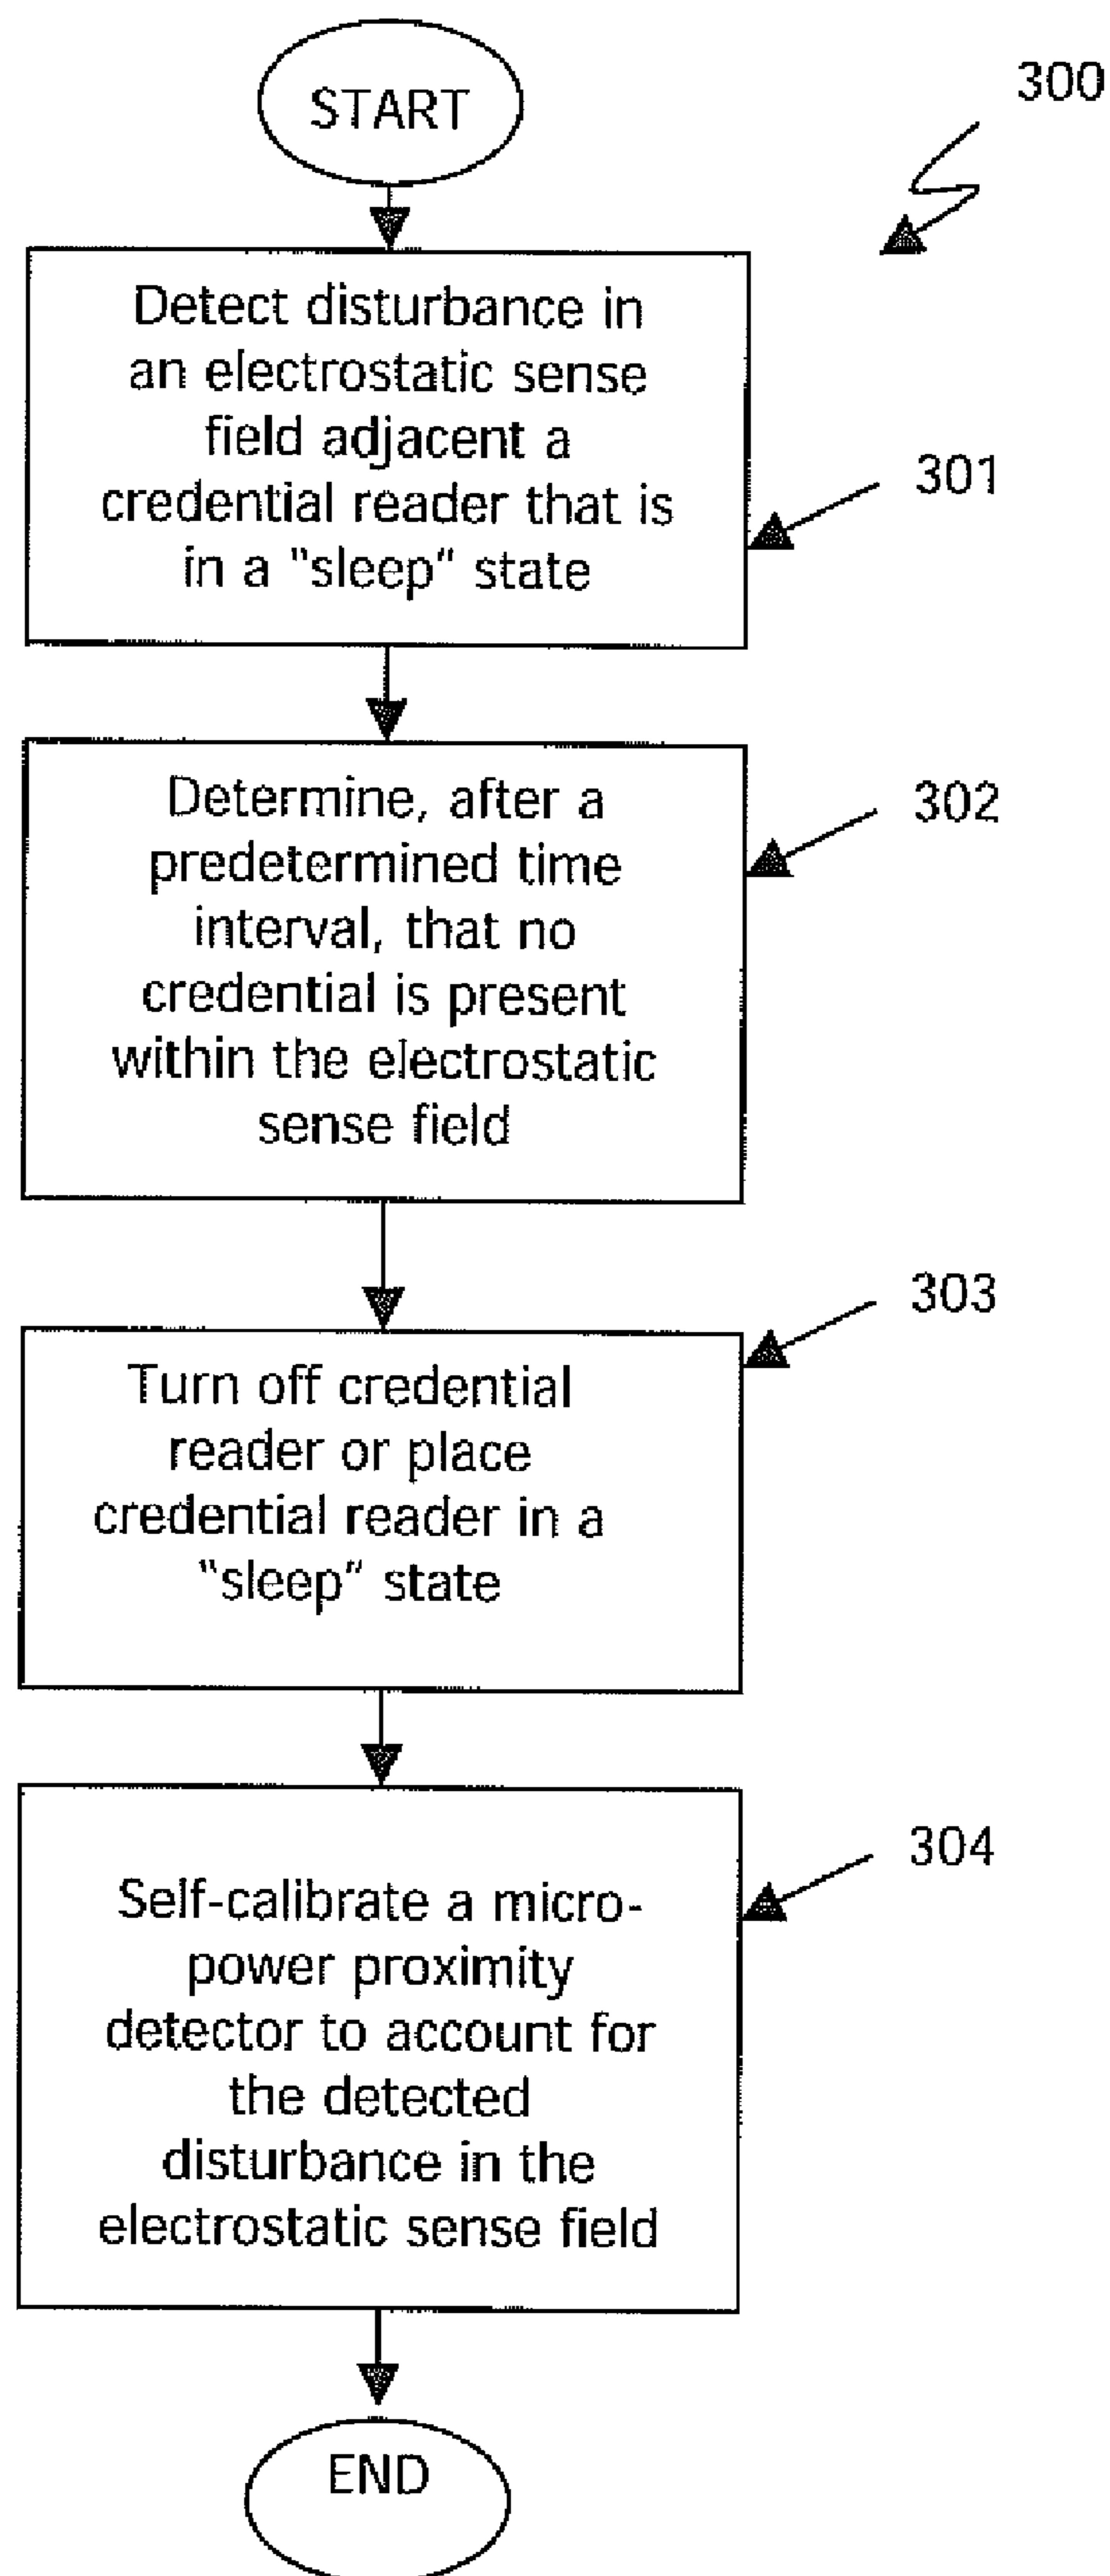 START
300
Detect disturbance in
an electrostatic sense
field adjacent a
credential reader that is
in a "sleep" state
301
Determine, after a
predetermined time
interval, that no
credential is present
within the electrostatic
sense field
302
Turn off credential
reader or place
credential reader in a
"sleep" state
303
Self-calibrate a micro-
power proximity
detector to account for
the detected
disturbance in the
electrostatic sense field
304
END